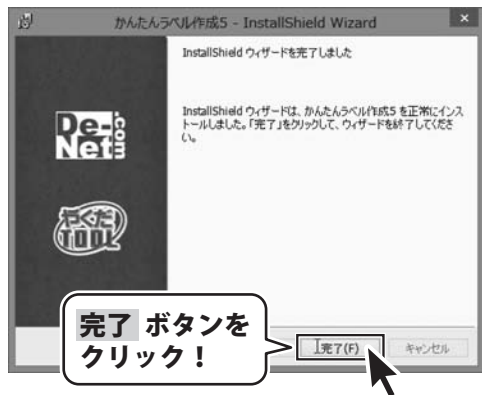 かんたんラベル作成5 - InstallShield Wizard
InstallShield ウィザードを完了しました
InstallShield ウィザードは、かんたんラベル作成5 を正常にインス
トールしました。「完了」をクリックして、ウィザードを終了してくださ
い。
De-Net.com
やくだつ
TOOL
完了 ボタンを
クリック！
完了(F)
キャンセル